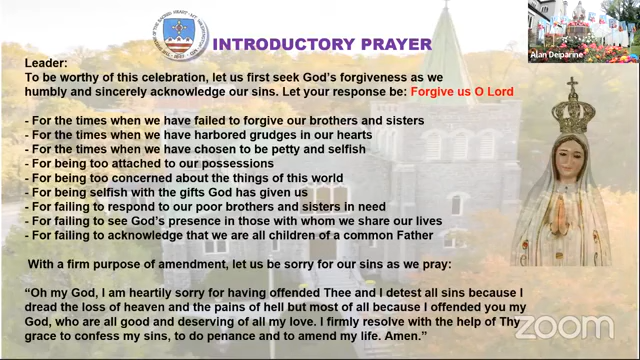 INTRODUCTORY PRAYER
Alan Deiparine
Leader:
To be worthy of this celebration, let us first seek God's forgiveness as we
humbly and sincerely acknowledge our sins. Let your response be: Forgive us O Lord
- For the times when we have failed to forgive our brothers and sisters
- For the times when we have harbored grudges in our hearts
- For the times when we have chosen to be petty and selfish
- For being too attached to our possessions
- For being too concerned about the things of this world
- For being selfish with the gifts God has given us
- For failing to respond to our poor brothers and sisters in need
- For failing to see God's presence in those with whom we share our lives
- For failing to acknowledge that we are all children of a common Father
With a firm purpose of amendment, let us be sorry for our sins as we pray:
"Oh my God, I am heartily sorry for having offended Thee and I detest all sins because I
dread the loss of heaven and the pains of hell but most of all because I offended you my
God, who are all good and deserving of all my love. I firmly resolve with the help of Thy
grace to confess my sins, to do penance and to amend my life. Amen."
zoom